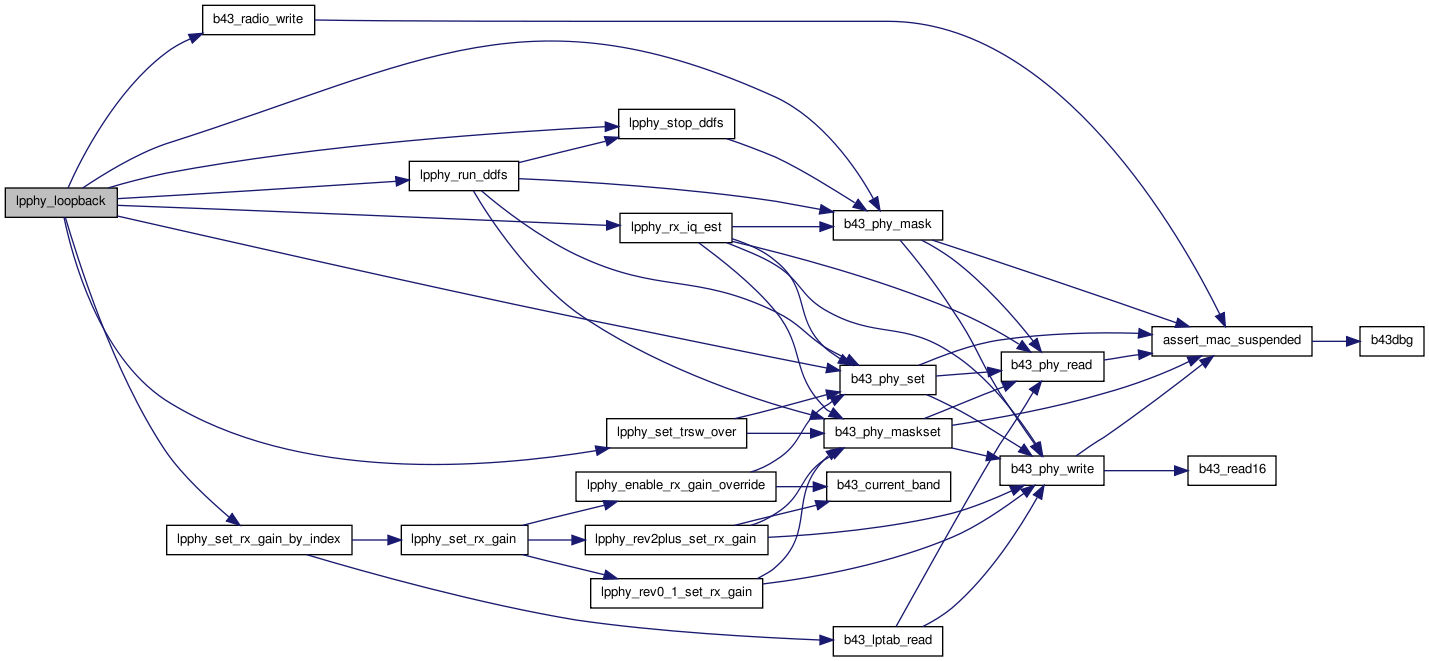 b43_radio_write
lpphy_stop_ddfs
lpphy_run_ddfs
lpphy_loopback
b43_phy_mask
lpphy_rx_iq_est
assert_mac_suspended
b43dbg
b43_phy_read
b43_phy_set
lpphy_set_trsw_over
b43_phy_maskset
b43_phy_write
b43_read16
lpphy_enable_rx_gain_override
b43_current_band
lpphy_set_rx_gain_by_index
lpphy_set_rx_gain
lpphy_rev2plus_set_rx_gain
lpphy_rev0_1_set_rx_gain
b43_lptab_read